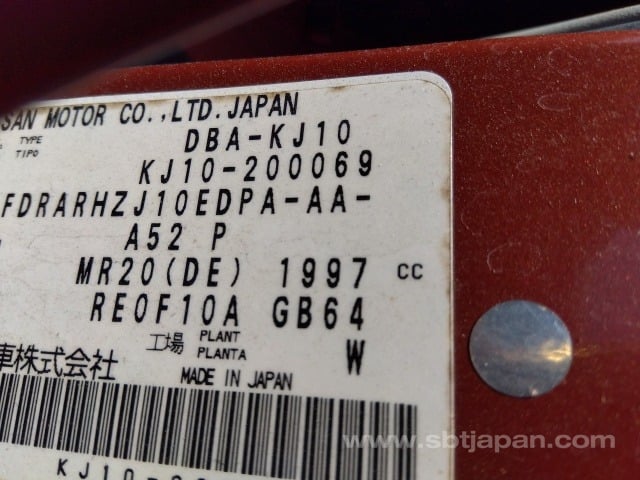 SAN MOTOR CO.,LTD.JAPAN
TYPE DBA-KJ10
TIPO
KJ10-200069
FDRARHZJ10EDPA-AA-
A52 P
MR20(DE) 1997 cc
RE0F10A GB64
工場 PLANT
PLANTA W
車株式会社
MADE IN JAPAN
www.sbtjapan.com
KJ10-